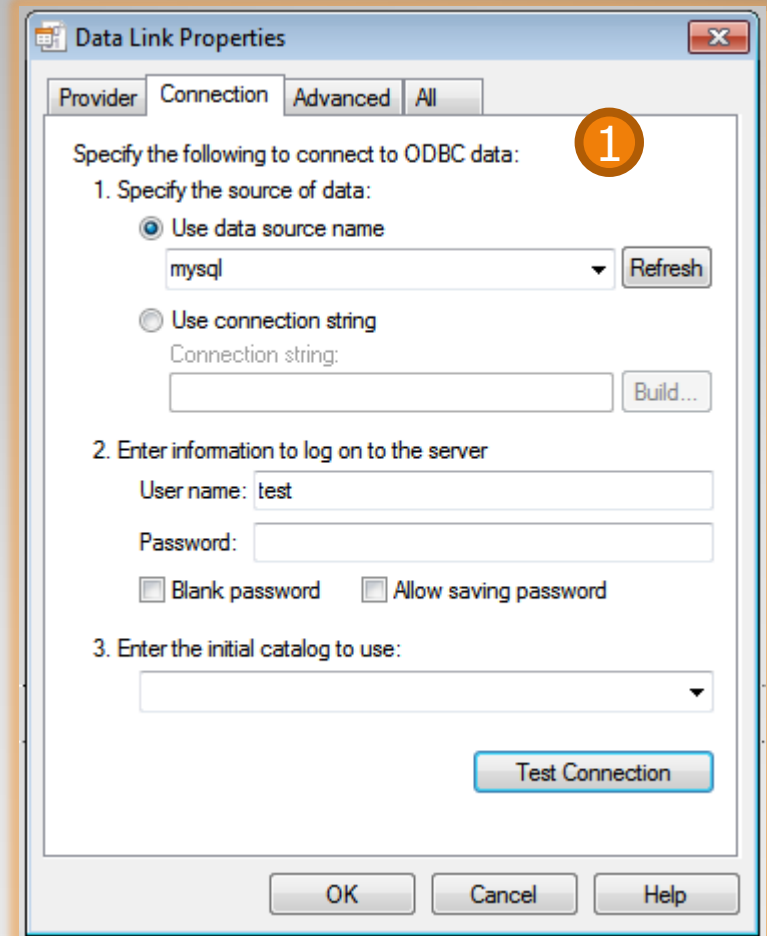 Data Link Properties
Provider Connection Advanced All
1
Specify the following to connect to ODBC data:
1. Specify the source of data:
Use data source name
mysql Refresh
Use connection string
Connection string:
Build...
2. Enter information to log on to the server
User name: test
Password:
Blank password Allow saving password
3. Enter the initial catalog to use:
Test Connection
OK Cancel Help